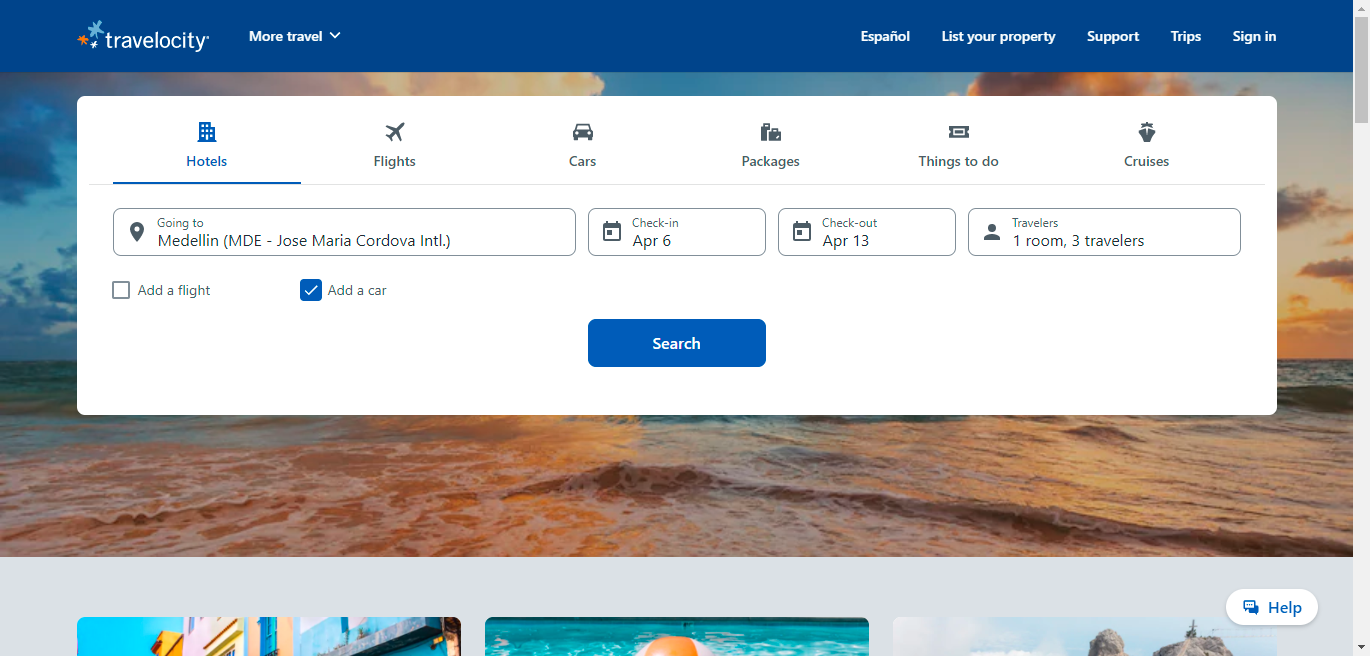 travelocity
More travel
Español
List your property
Support
Trips
Sign in
Hotels
Flights
Cars
Packages
Things to do
Cruises
Going to
Medellin (MDE - Jose Maria Cordova Intl.)
Check-in
Apr 6
Check-out
Apr 13
Travelers
1 room, 3 travelers
Add a flight
Add a car
Search
Help